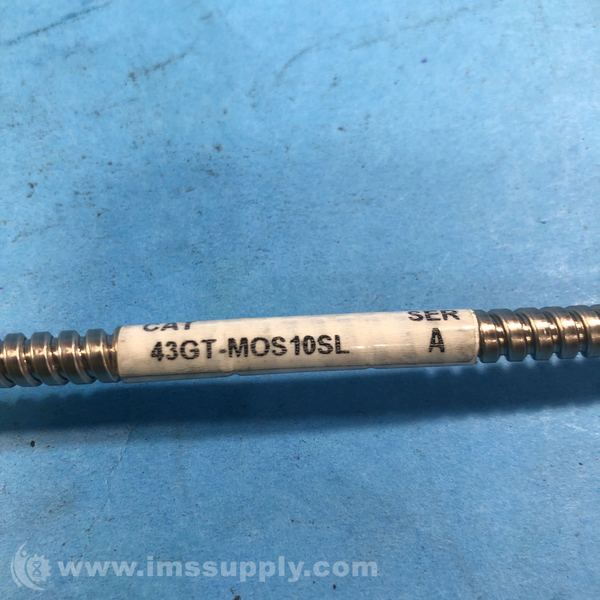 CAT SER
43GT-MOS10SL A
www.imssupply.com